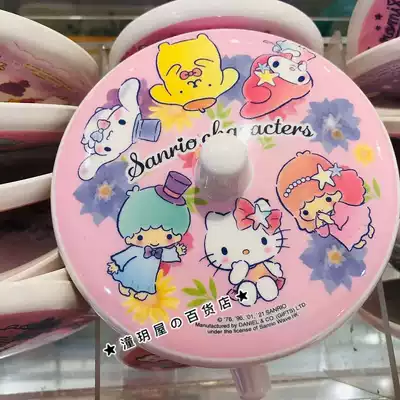 Sanrio characters
© '76, '96, '01, '21 SANRIO
Manufactured by DANIEL & CO. (GIFTS) LTD
under the license of Sanrio Wave HK
★潼玥屋の百货店★